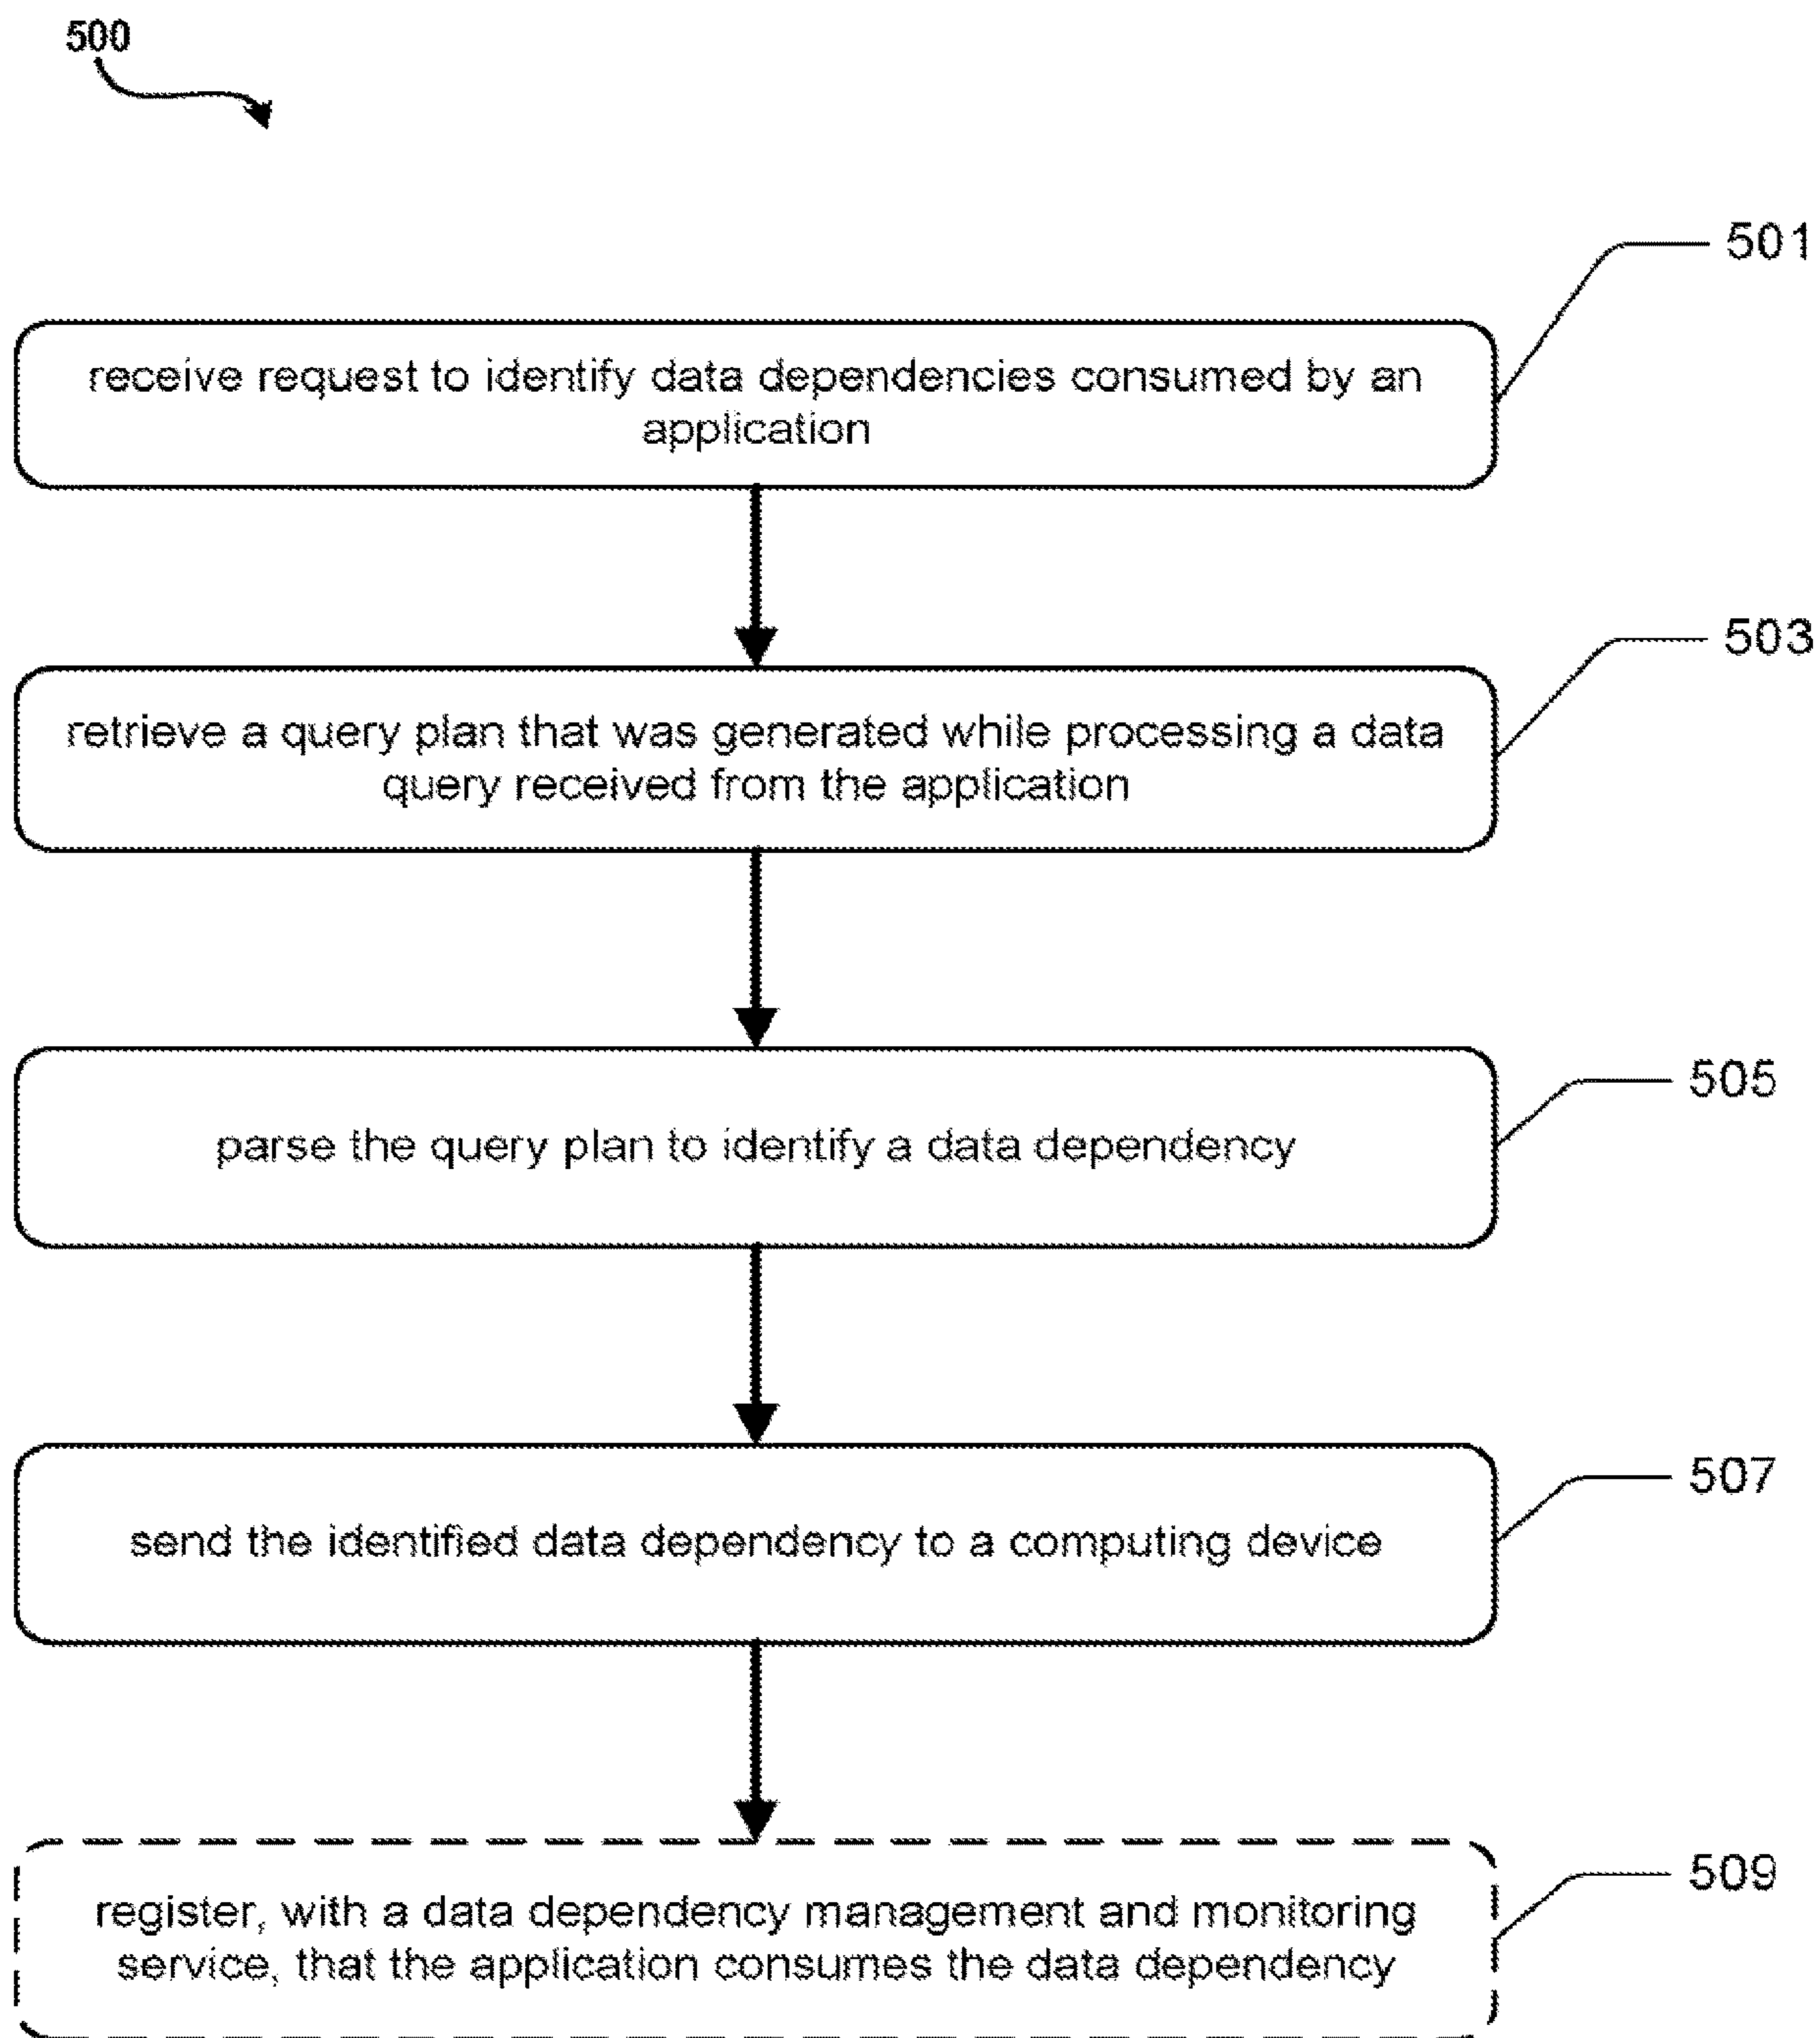 500
501
receive request to identify data dependencies consumed by an
application
503
retrieve a query plan that was generated while processing a data
query received from the application
505
parse the query plan to identify a data dependency
507
send the identified data dependency to a computing device
509
register, with a data dependency management and monitoring
service, that the application consumes the data dependency